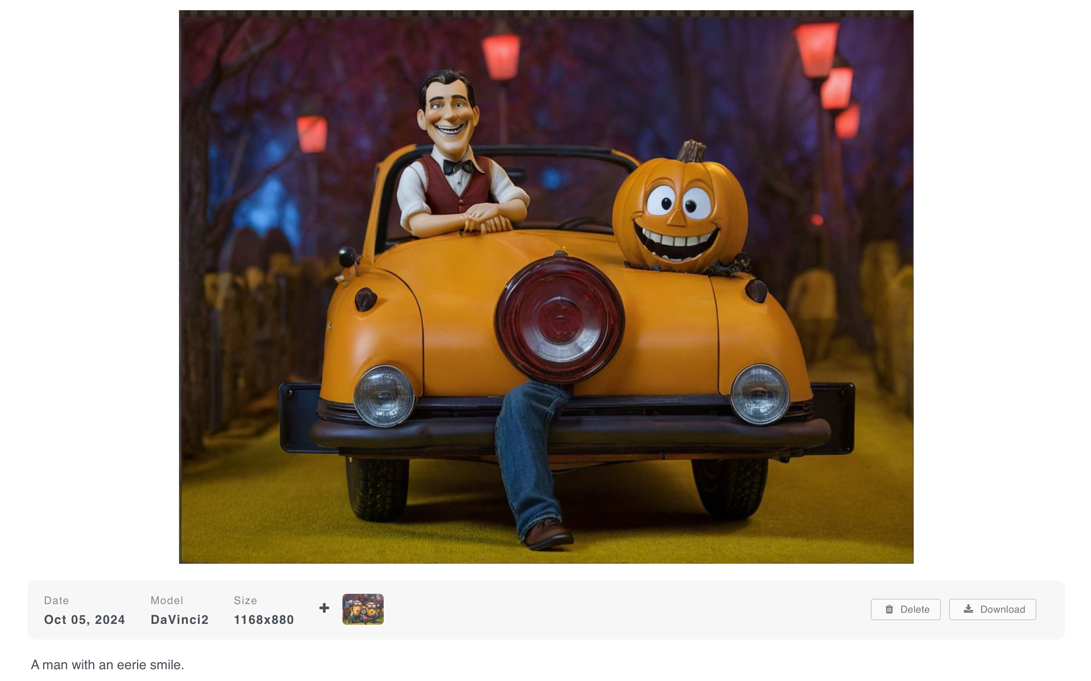 Date
Oct 05, 2024
Model
DaVinci2
Size
1168x880
+
Delete
Download
A man with an eerie smile.